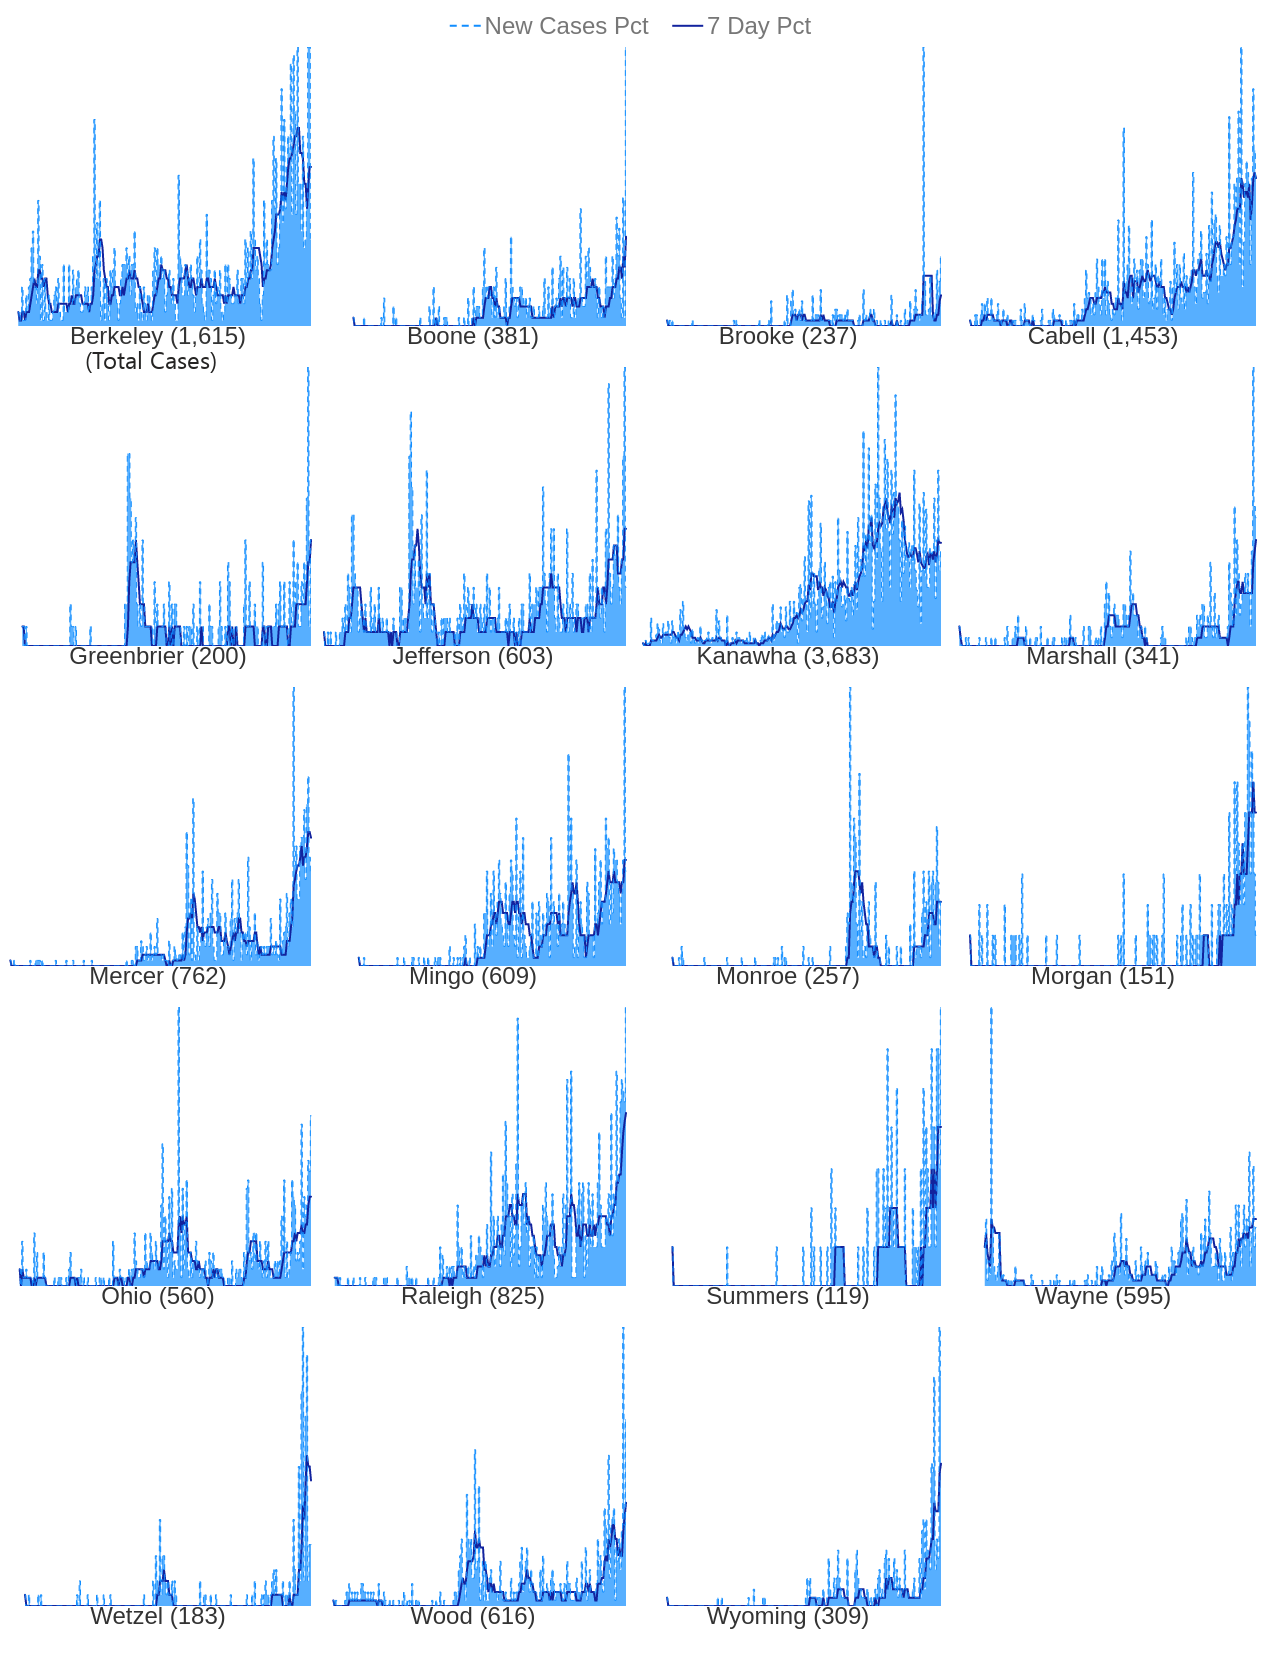 New Cases Pct 7 Day Pct
Berkeley (1,615) Boone (381) Brooke (237) Cabell (1,453)
(Total Cases)
Greenbrier (200) Jefferson (603) Kanawha (3,683) Marshall (341)
Mercer (762) Mingo (609) Monroe (257) Morgan (151)
Ohio (560) Raleigh (825) Summers (119) Wayne (595)
Wetzel (183) Wood (616) Wyoming (309)